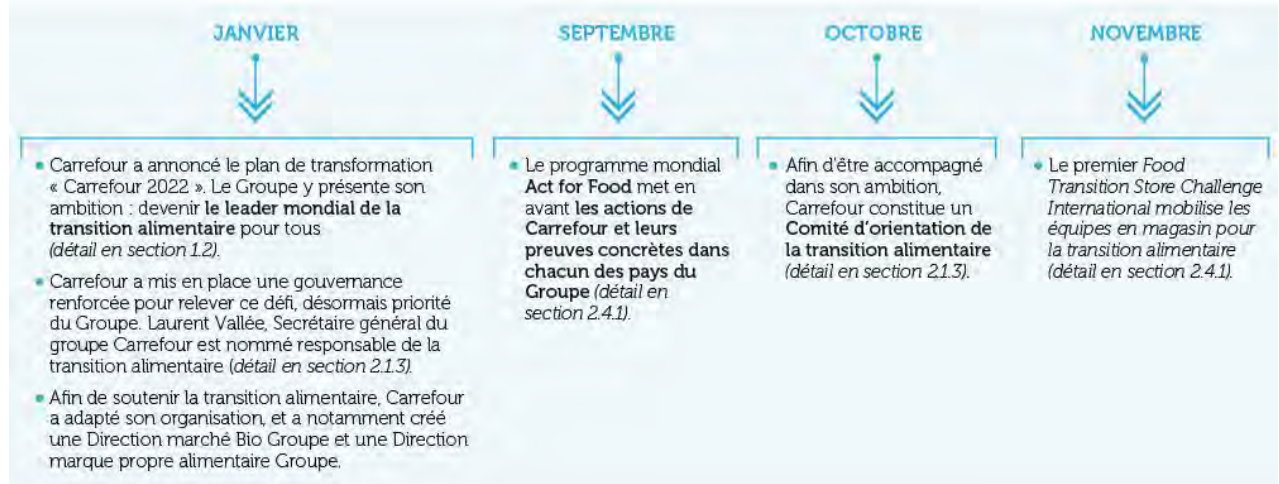 JANVIER
Carrefour a annoncé le plan de transformation
« Carrefour 2022 ». Le Groupe y présente son
ambition : devenir le leader mondial de la
transition alimentaire pour tous
(détail en section 1.2).
Carrefour a mis en place une gouvernance
renforcée pour relever ce défi, désormais priorité
du Groupe. Laurent Vallée, Secrétaire général du
groupe Carrefour est nommé responsable de la
transition alimentaire (détail en section 2.1.3).
Afin de soutenir la transition alimentaire, Carrefour
a adapté son organisation, et a notamment créé
une Direction marché Bio Groupe et une Direction
marque propre alimentaire Groupe.
SEPTEMBRE
Le programme mondial
Act for Food met en
avant les actions de
Carrefour et leurs
preuves concrètes dans
chacun des pays du
Groupe (détail en
section 2.4.1).
OCTOBRE
Afin d'être accompagné
dans son ambition,
Carrefour constitue un
Comité d'orientation de
la transition alimentaire
(détail en section 2.1.3).
NOVEMBRE
Le premier Food
Transition Store Challenge
International mobilise les
équipes en magasin pour
la transition alimentaire
(détail en section 2.4.1).